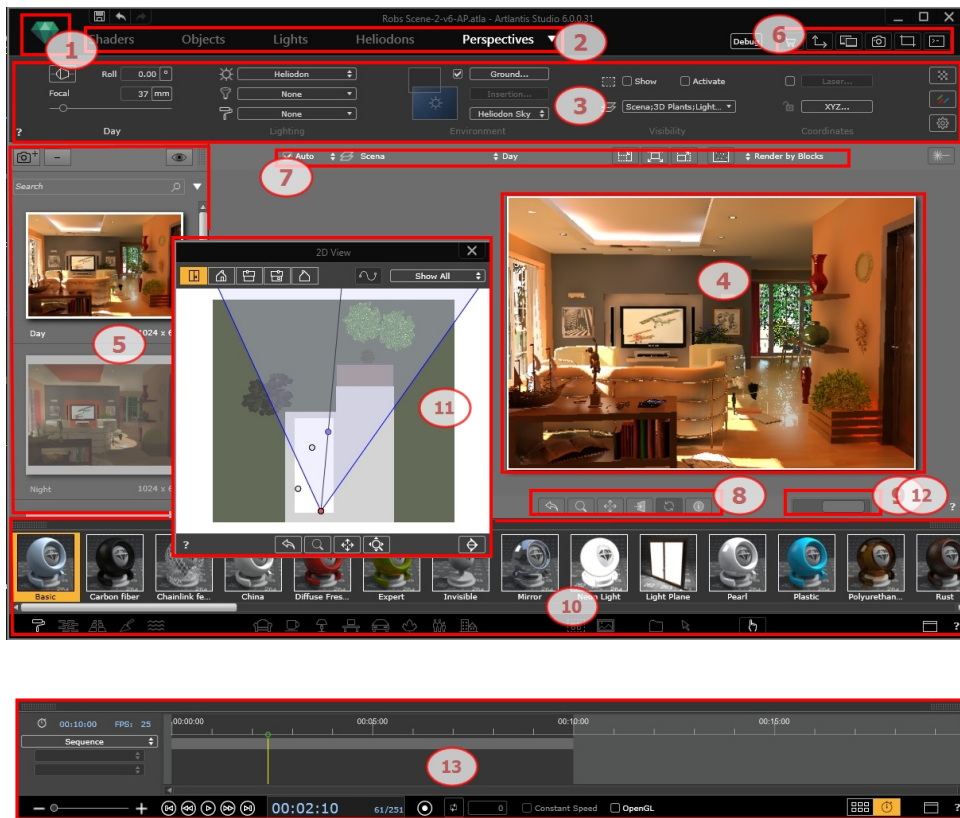 Robs Scene-2-v6-AP.atla - Artlantis Studio 6.0.0.31
1
Shaders Objects Lights Heliodons Perspectives 2 Debug 6
Roll 0.00 ° Heliodon Ground... Show Activate Laser...
Focal 37 mm None Insertion... 3 Scena;3D Plants;Light... XYZ...
None Heliodon Sky
? Day Lighting Environment Visibility Coordinates
7 Auto Scena Day Render by Blocks
Search
2D View
Show All
4
Day 1024 x 6
5
11
Night 1024 x 6
8 9 12 ?
?
Basic Carbon fiber Chainlink fe... China Diffuse Fres... Expert Invisible Mirror Neon Light Light Plane Pearl Plastic Polyurethan... Rust
10
?
00:10:00 FPS: 25 00:00:00 00:05:00 00:10:00 00:15:00
Sequence
13
00:02:10 61/251 0 Constant Speed OpenGL ?